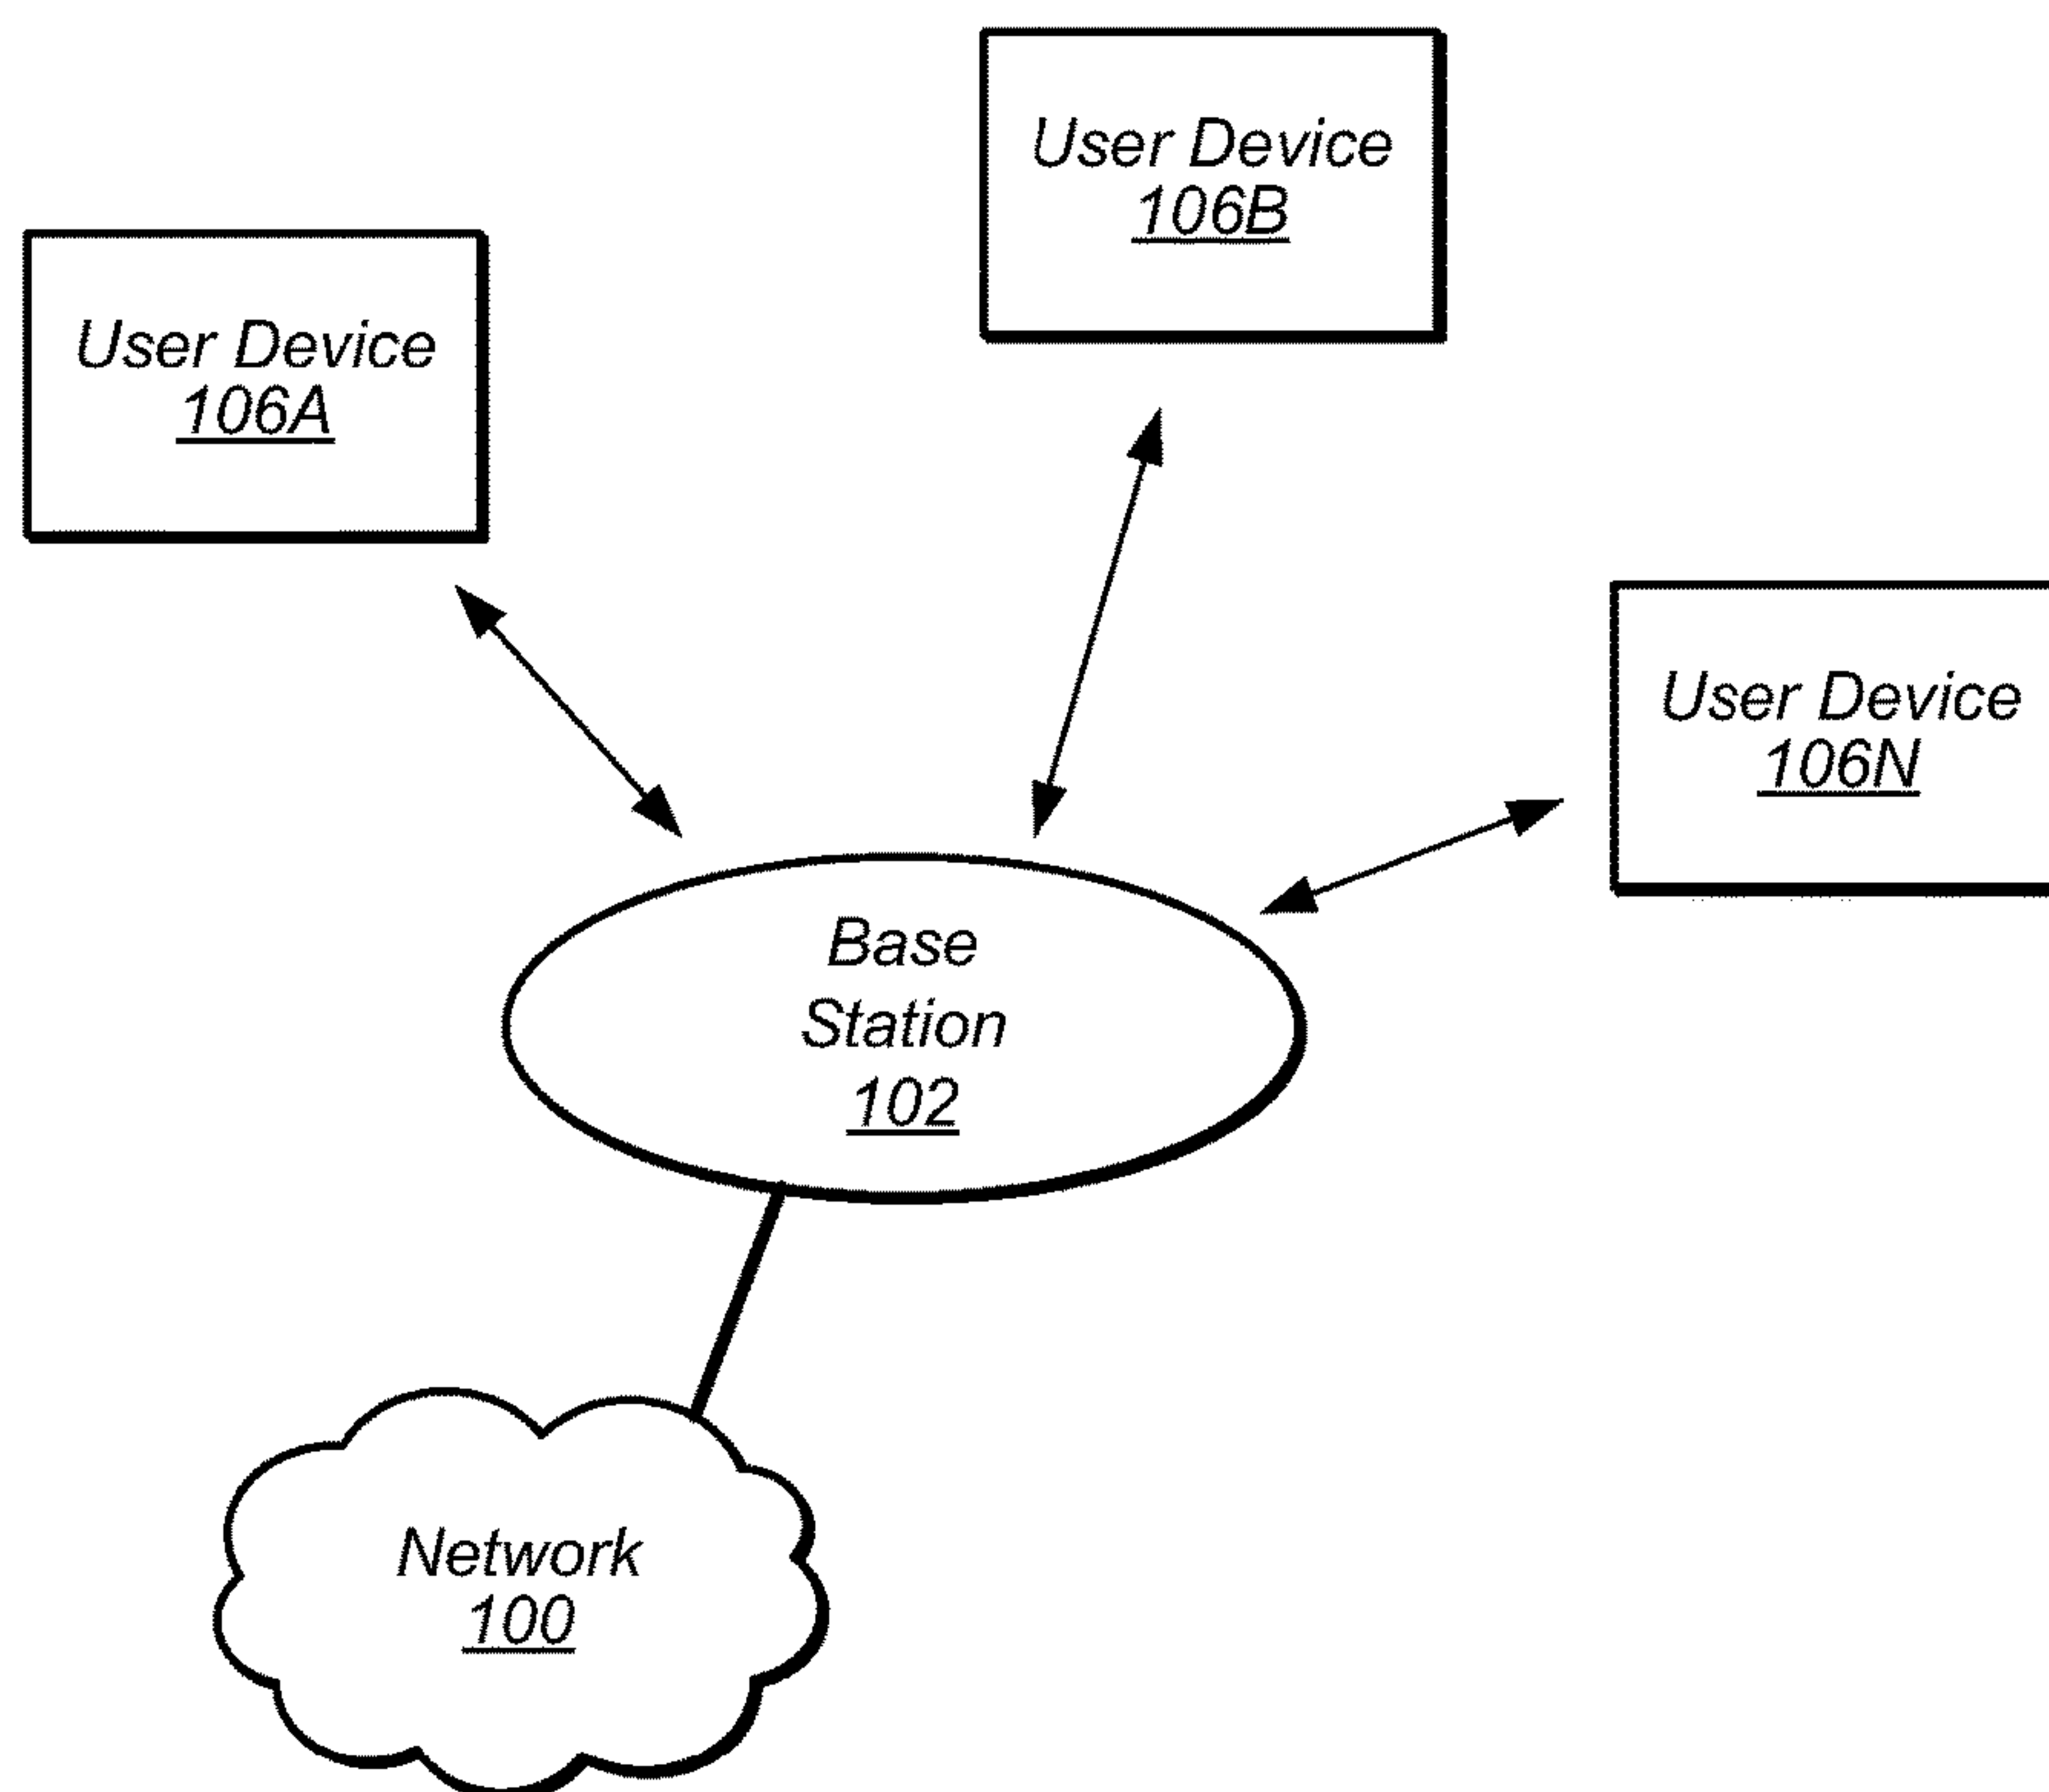 User Device
106B
User Device
106A
User Device
106N
Base
Station
102
Network
100